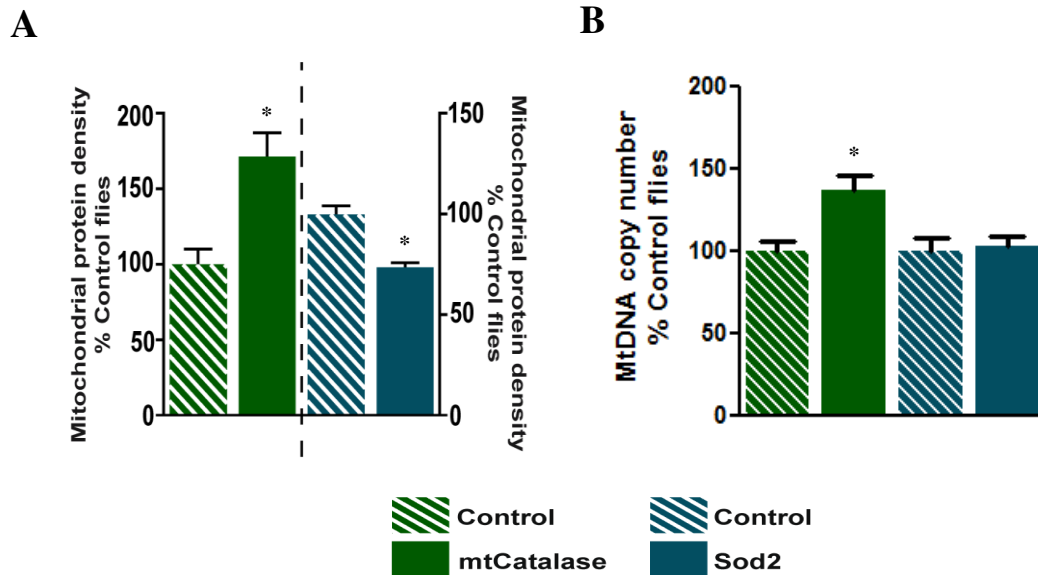 A
B
Mitochondrial protein density
% Control flies
200
150
100
50
0
*
*
150
100
50
0
Mitochondrial protein density
% Control flies
MtDNA copy number
% Control flies
200
150
100
50
0
*
Control
mtCatalase
Control
Sod2